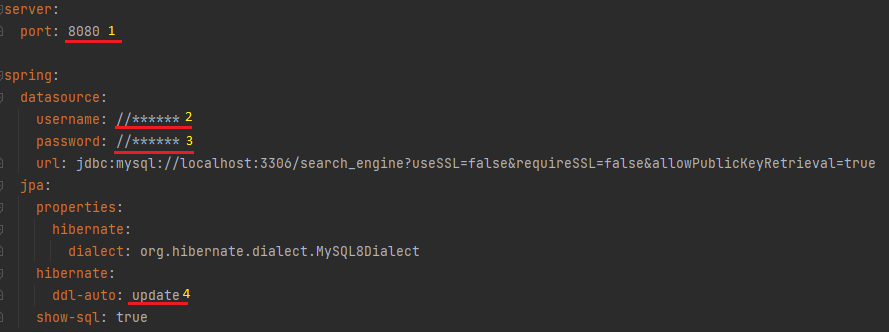 server:
  port: 8080 1

spring:
  datasource:
    username: //****** 2
    password: //****** 3
    url: jdbc:mysql://localhost:3306/search_engine?useSSL=false&requireSSL=false&allowPublicKeyRetrieval=true
  jpa:
    properties:
      hibernate:
        dialect: org.hibernate.dialect.MySQL8Dialect
    hibernate:
      ddl-auto: update 4
    show-sql: true